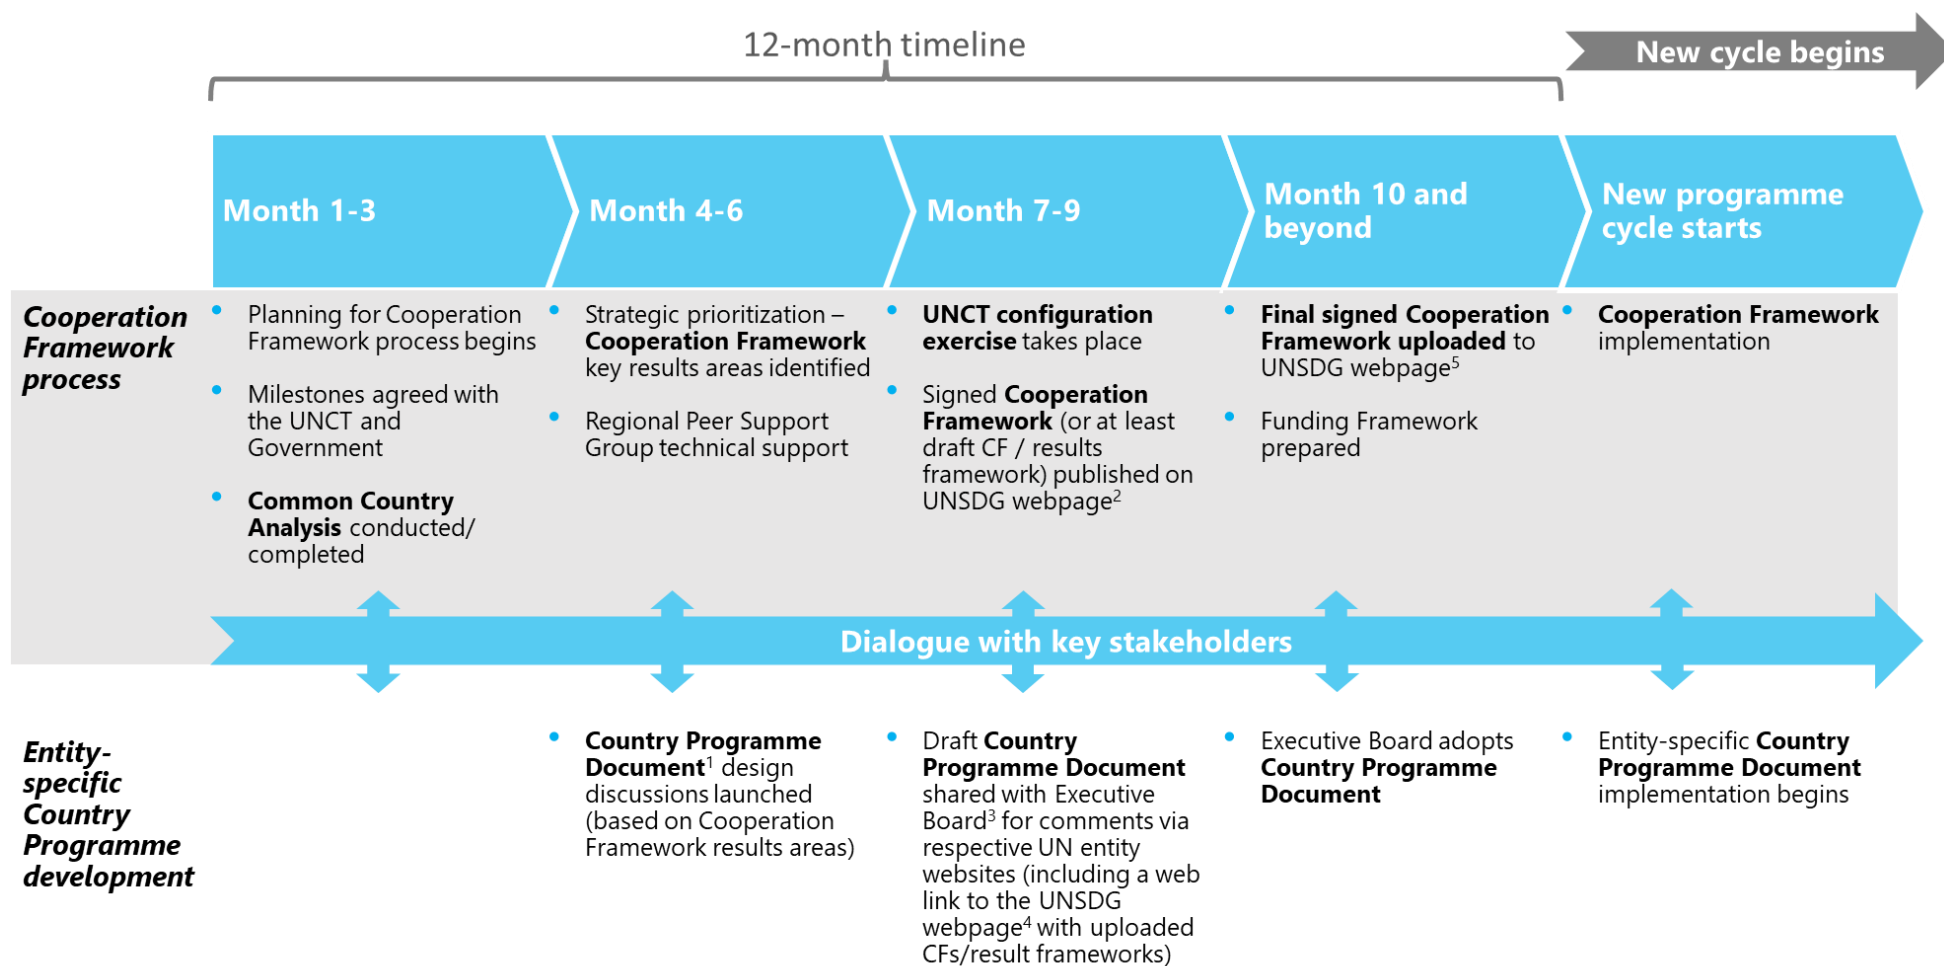 12-month timeline
New cycle begins
Month 1-3
Month 4-6
Month 7-9
Month 10 and
beyond
New programme
cycle starts
Cooperation
Framework
process
Planning for Cooperation
Framework process begins
Milestones agreed with
the UNCT and
Government
Common Country
Analysis conducted/
completed
Strategic prioritization –
Cooperation Framework
key results areas identified
Regional Peer Support
Group technical support
UNCT configuration
exercise takes place
Signed Cooperation
Framework (or at least
draft CF / results
framework) published on
UNSDG webpage²
Final signed Cooperation
Framework uploaded to
UNSDG webpage⁵
Funding Framework
prepared
Cooperation Framework
implementation
Dialogue with key stakeholders
Entity-
specific
Country
Programme
development
Country Programme
Document¹ design
discussions launched
(based on Cooperation
Framework results areas)
Draft Country
Programme Document
shared with Executive
Board³ for comments via
respective UN entity
websites (including a web
link to the UNSDG
webpage⁴ with uploaded
CFs/result frameworks)
Executive Board adopts
Country Programme
Document
Entity-specific Country
Programme Document
implementation begins